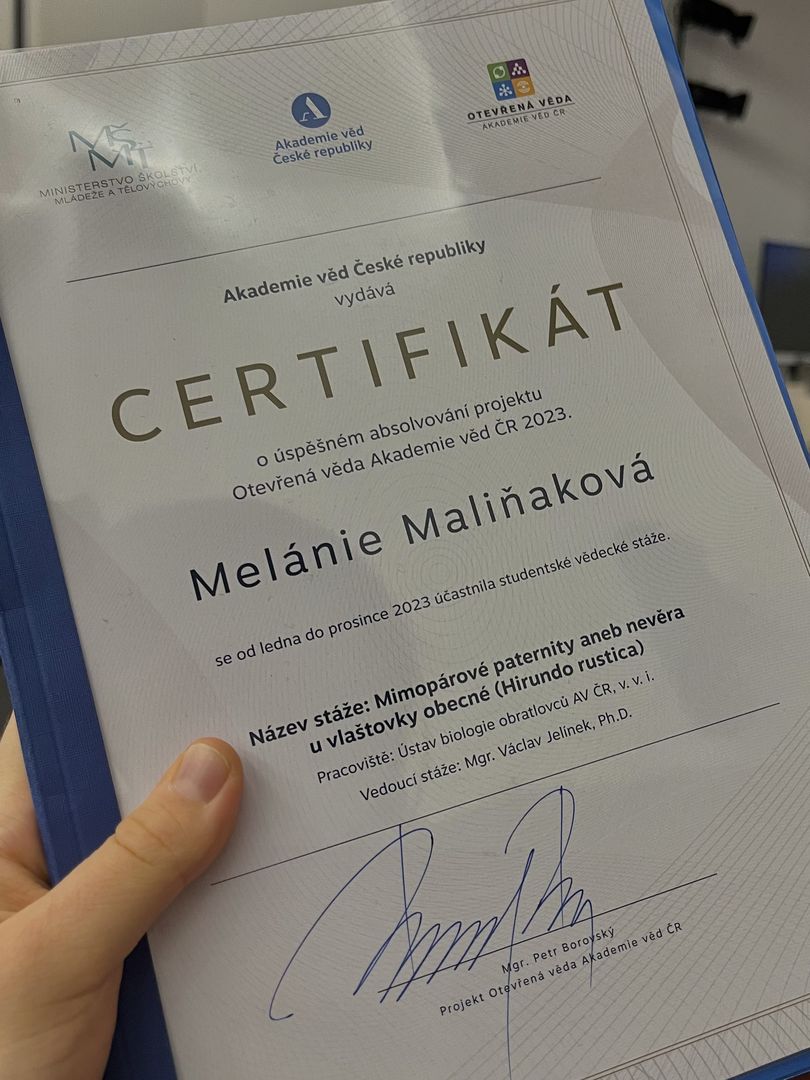 MŠMT
MINISTERSTVO ŠKOLSTVÍ,
MLÁDEŽE A TĚLOVÝCHOVY
Akademie věd
České republiky
OTEVŘENÁ VĚDA
AKADEMIE VĚD ČR
Akademie věd České republiky
vydává
CERTIFIKÁT
o úspěšném absolvování projektu
Otevřená věda Akademie věd ČR 2023.
Melánie Maliňaková
se od ledna do prosince 2023 účastnila studentské vědecké stáže.
Název stáže: Mimopárové paternity aneb nevěra
u vlaštovky obecné (Hirundo rustica)
Pracoviště: Ústav biologie obratlovců AV ČR, v. v. i.
Vedoucí stáže: Mgr. Václav Jelínek, Ph.D.
Mgr. Petr Borovský
Projekt Otevřená věda Akademie věd ČR